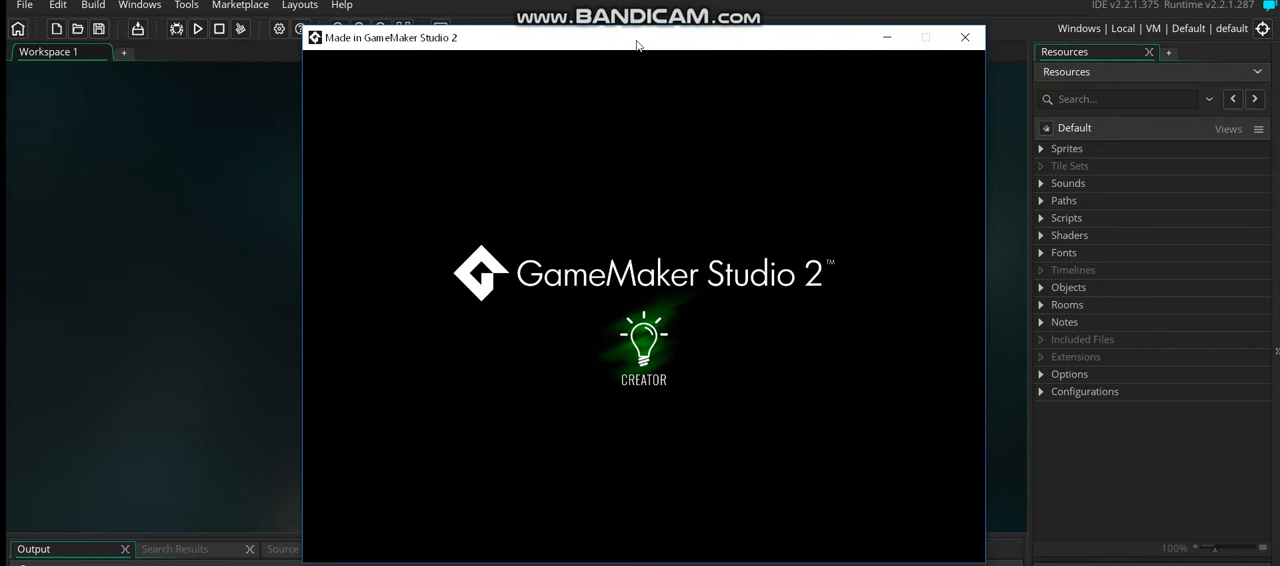 www.BANDICAM.com
File Edit Build Windows Tools Marketplace Layouts Help
IDE v2.2.1.375 Runtime v2.2.1.287
Made in GameMaker Studio 2
Windows | Local | VM | Default | default
Workspace 1
Resources
Resources
Search...
Default Views
Sprites
Tile Sets
Sounds
Paths
Scripts
Shaders
Fonts
Timelines
Objects
Rooms
Notes
Included Files
Extensions
Options
Configurations
GameMaker Studio 2™
CREATOR
Output Search Results Source
100%